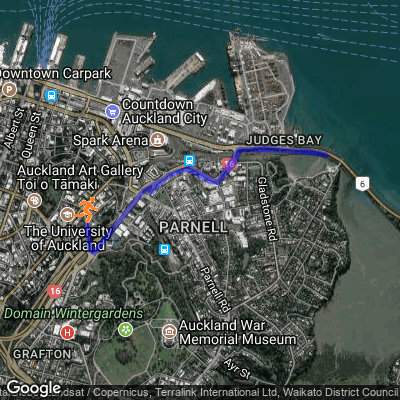 Downtown Carpark
Albert St
Queen St
Countdown
Auckland City
Spark Arena
JUDGES BAY
16
6
Auckland Art Gallery
Toi o Tāmaki
Gladstone Rd
The University
of Auckland
PARNELL
Parnell Rd
16
Domain Wintergardens
Auckland War
Memorial Museum
GRAFTON
Ayr St
Google
Landsat / Copernicus, Terralink International Ltd, Waikato District Council